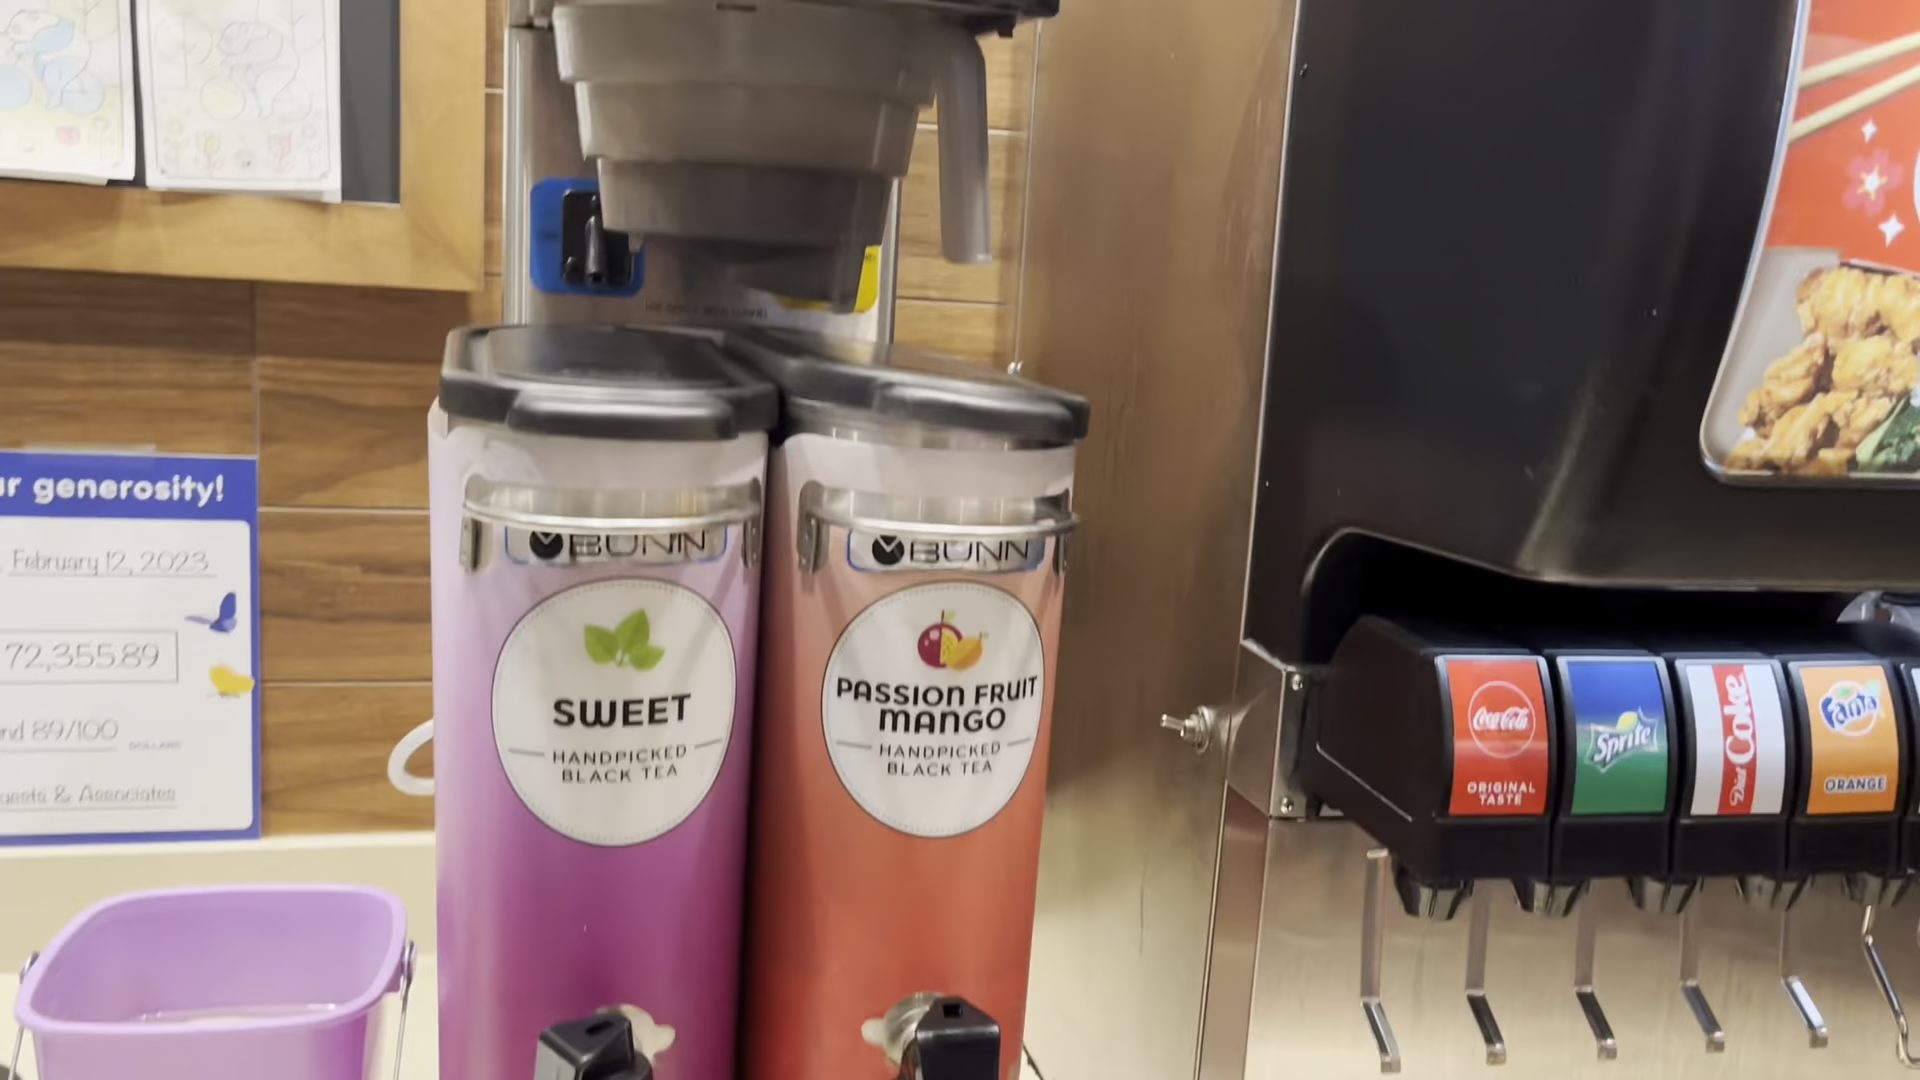 ur generosity!
February 12, 2023
72,355.89
nd 89/100
DOLLARS
uests & Associates
BUNN
SWEET
HANDPICKED
BLACK TEA
BUNN
PASSION FRUIT
MANGO
HANDPICKED
BLACK TEA
Coca-Cola
ORIGINAL
TASTE
Sprite
Diet Coke
Fanta
ORANGE